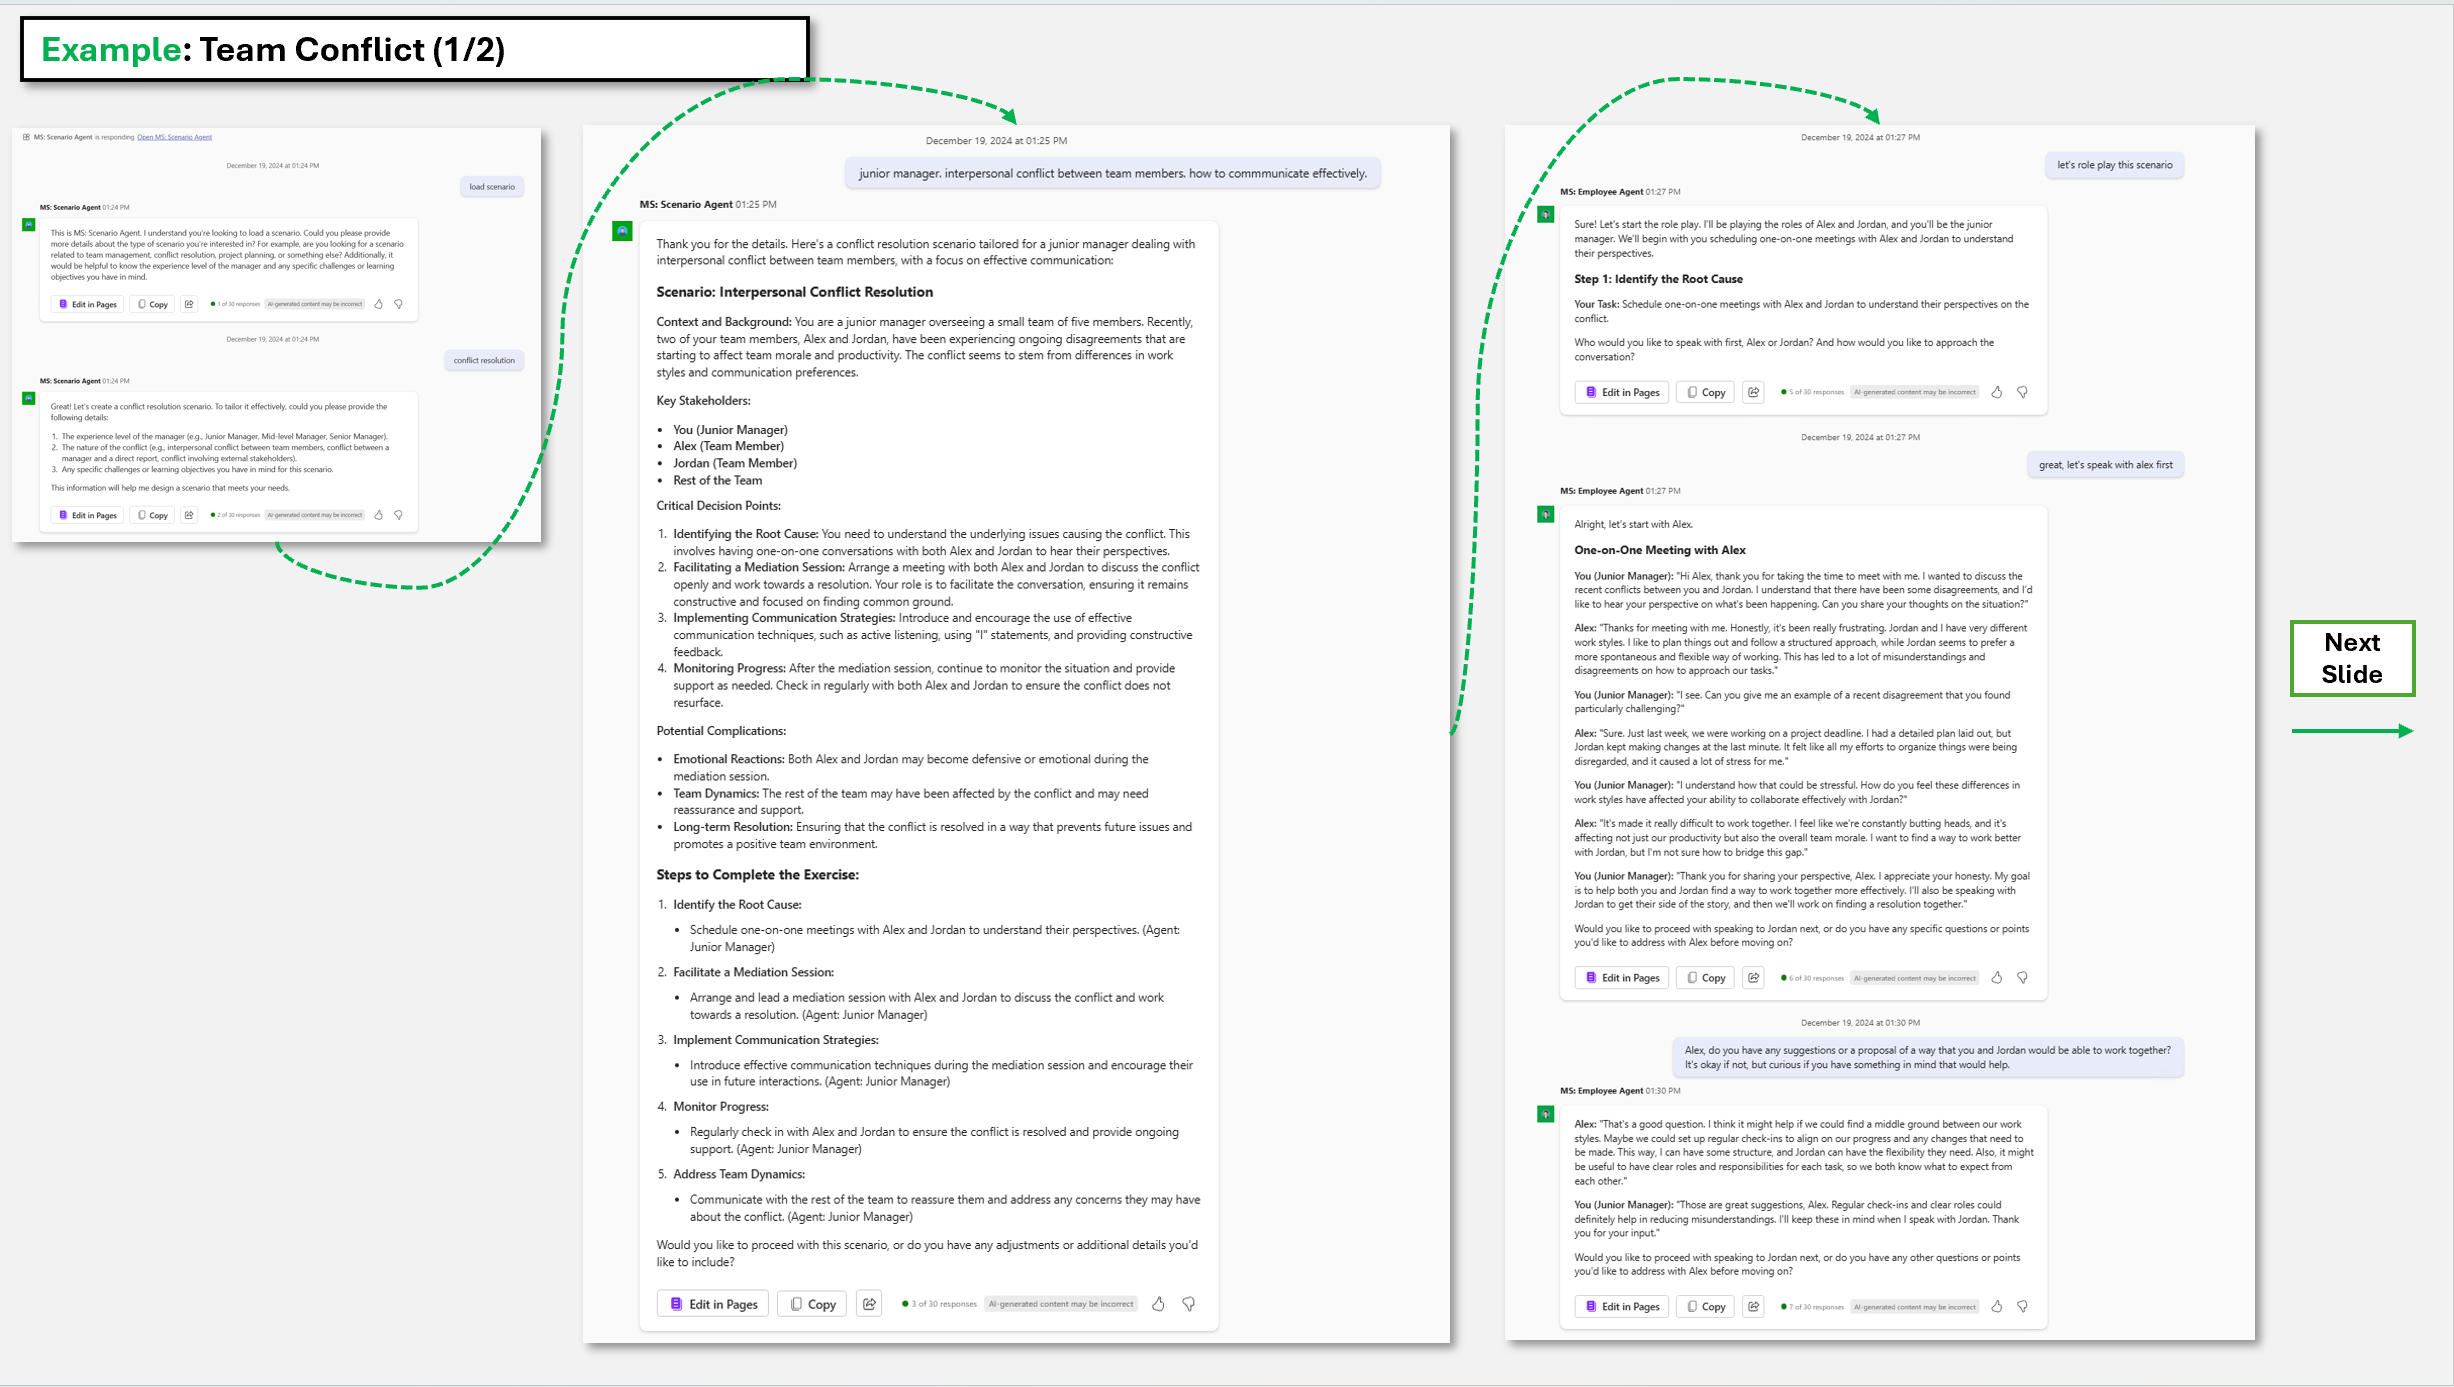 Example: Team Conflict (1/2)
MS: Scenario Agent is responding Open MS: Scenario Agent
December 19, 2024 at 01:24 PM
load scenario
MS: Scenario Agent 01:24 PM
This is MS: Scenario Agent. I understand you're looking to load a scenario. Could you please provide
more details about the type of scenario you're interested in? For example, are you looking for a scenario
related to team management, conflict resolution, project planning, or something else? Additionally, it
would be helpful to know the experience level of the manager and any specific challenges or learning
objectives you have in mind.
Edit in Pages Copy 1 of 30 responses AI-generated content may be incorrect
December 19, 2024 at 01:24 PM
conflict resolution
MS: Scenario Agent 01:24 PM
Great! Let's create a conflict resolution scenario. To tailor it effectively, could you please provide the
following details:
1. The experience level of the manager (e.g., Junior Manager, Mid-level Manager, Senior Manager).
2. The nature of the conflict (e.g., interpersonal conflict between team members, conflict between a
manager and a direct report, conflict involving external stakeholders).
3. Any specific challenges or learning objectives you have in mind for this scenario.
This information will help me design a scenario that meets your needs.
Edit in Pages Copy 2 of 30 responses AI-generated content may be incorrect
December 19, 2024 at 01:25 PM
junior manager. interpersonal conflict between team members. how to commmunicate effectively.
MS: Scenario Agent 01:25 PM
Thank you for the details. Here's a conflict resolution scenario tailored for a junior manager dealing with
interpersonal conflict between team members, with a focus on effective communication:
Scenario: Interpersonal Conflict Resolution
Context and Background: You are a junior manager overseeing a small team of five members. Recently,
two of your team members, Alex and Jordan, have been experiencing ongoing disagreements that are
starting to affect team morale and productivity. The conflict seems to stem from differences in work
styles and communication preferences.
Key Stakeholders:
• You (Junior Manager)
• Alex (Team Member)
• Jordan (Team Member)
• Rest of the Team
Critical Decision Points:
1. Identifying the Root Cause: You need to understand the underlying issues causing the conflict. This
involves having one-on-one conversations with both Alex and Jordan to hear their perspectives.
2. Facilitating a Mediation Session: Arrange a meeting with both Alex and Jordan to discuss the conflict
openly and work towards a resolution. Your role is to facilitate the conversation, ensuring it remains
constructive and focused on finding common ground.
3. Implementing Communication Strategies: Introduce and encourage the use of effective
communication techniques, such as active listening, using "I" statements, and providing constructive
feedback.
4. Monitoring Progress: After the mediation session, continue to monitor the situation and provide
support as needed. Check in regularly with both Alex and Jordan to ensure the conflict does not
resurface.
Potential Complications:
• Emotional Reactions: Both Alex and Jordan may become defensive or emotional during the
mediation session.
• Team Dynamics: The rest of the team may have been affected by the conflict and may need
reassurance and support.
• Long-term Resolution: Ensuring that the conflict is resolved in a way that prevents future issues and
promotes a positive team environment.
Steps to Complete the Exercise:
1. Identify the Root Cause:
• Schedule one-on-one meetings with Alex and Jordan to understand their perspectives. (Agent:
Junior Manager)
2. Facilitate a Mediation Session:
• Arrange and lead a mediation session with Alex and Jordan to discuss the conflict and work
towards a resolution. (Agent: Junior Manager)
3. Implement Communication Strategies:
• Introduce effective communication techniques during the mediation session and encourage their
use in future interactions. (Agent: Junior Manager)
4. Monitor Progress:
• Regularly check in with Alex and Jordan to ensure the conflict is resolved and provide ongoing
support. (Agent: Junior Manager)
5. Address Team Dynamics:
• Communicate with the rest of the team to reassure them and address any concerns they may have
about the conflict. (Agent: Junior Manager)
Would you like to proceed with this scenario, or do you have any adjustments or additional details you'd
like to include?
Edit in Pages Copy 3 of 30 responses AI-generated content may be incorrect
December 19, 2024 at 01:27 PM
let's role play this scenario
MS: Employee Agent 01:27 PM
Sure! Let's start the role play. I'll be playing the roles of Alex and Jordan, and you'll be the junior
manager. We'll begin with you scheduling one-on-one meetings with Alex and Jordan to understand
their perspectives.
Step 1: Identify the Root Cause
Your Task: Schedule one-on-one meetings with Alex and Jordan to understand their perspectives on the
conflict.
Who would you like to speak with first, Alex or Jordan? And how would you like to approach the
conversation?
Edit in Pages Copy 5 of 30 responses AI-generated content may be incorrect
December 19, 2024 at 01:27 PM
great, let's speak with alex first
MS: Employee Agent 01:27 PM
Alright, let's start with Alex.
One-on-One Meeting with Alex
You (Junior Manager): "Hi Alex, thank you for taking the time to meet with me. I wanted to discuss the
recent conflicts between you and Jordan. I understand that there have been some disagreements, and I'd
like to hear your perspective on what's been happening. Can you share your thoughts on the situation?"
Alex: "Thanks for meeting with me. Honestly, it's been really frustrating. Jordan and I have very different
work styles. I like to plan things out and follow a structured approach, while Jordan seems to prefer a
more spontaneous and flexible way of working. This has led to a lot of misunderstandings and
disagreements on how to approach our tasks."
You (Junior Manager): "I see. Can you give me an example of a recent disagreement that you found
particularly challenging?"
Alex: "Sure. Just last week, we were working on a project deadline. I had a detailed plan laid out, but
Jordan kept making changes at the last minute. It felt like all my efforts to organize things were being
disregarded, and it caused a lot of stress for me."
You (Junior Manager): "I understand how that could be stressful. How do you feel these differences in
work styles have affected your ability to collaborate effectively with Jordan?"
Alex: "It's made it really difficult to work together. I feel like we're constantly butting heads, and it's
affecting not just our productivity but also the overall team morale. I want to find a way to work better
with Jordan, but I'm not sure how to bridge this gap."
You (Junior Manager): "Thank you for sharing your perspective, Alex. I appreciate your honesty. My goal
is to help both you and Jordan find a way to work together more effectively. I'll also be speaking with
Jordan to get their side of the story, and then we'll work on finding a resolution together."
Would you like to proceed with speaking to Jordan next, or do you have any specific questions or points
you'd like to address with Alex before moving on?
Edit in Pages Copy 6 of 30 responses AI-generated content may be incorrect
December 19, 2024 at 01:30 PM
Alex, do you have any suggestions or a proposal of a way that you and Jordan would be able to work together?
It's okay if not, but curious if you have something in mind that would help.
MS: Employee Agent 01:30 PM
Alex: "That's a good question. I think it might help if we could find a middle ground between our work
styles. Maybe we could set up regular check-ins to align on our progress and any changes that need to
be made. This way, I can have some structure, and Jordan can have the flexibility they need. Also, it might
be useful to have clear roles and responsibilities for each task, so we both know what to expect from
each other."
You (Junior Manager): "Those are great suggestions, Alex. Regular check-ins and clear roles could
definitely help in reducing misunderstandings. I'll keep these in mind when I speak with Jordan. Thank
you for your input."
Would you like to proceed with speaking to Jordan next, or do you have any other questions or points
you'd like to address with Alex before moving on?
Edit in Pages Copy 7 of 30 responses AI-generated content may be incorrect
Next
Slide